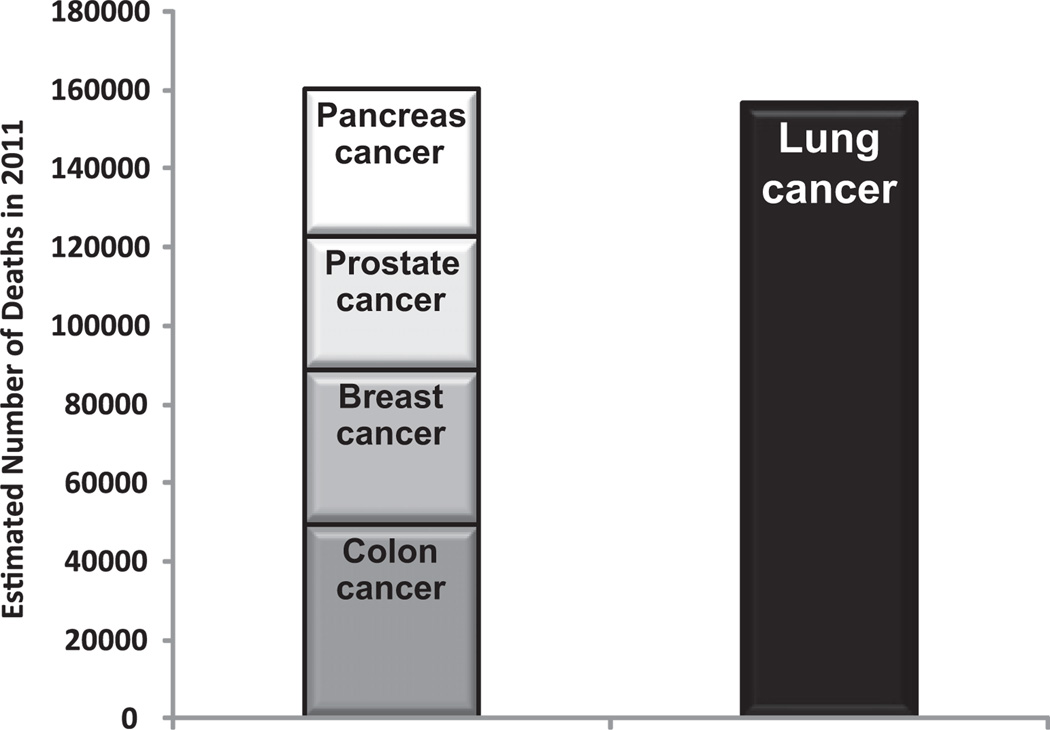 Estimated Number of Deaths in 2011
180000
160000
140000
120000
100000
80000
60000
40000
20000
0
Pancreas
cancer
Prostate
cancer
Breast
cancer
Colon
cancer
Lung
cancer